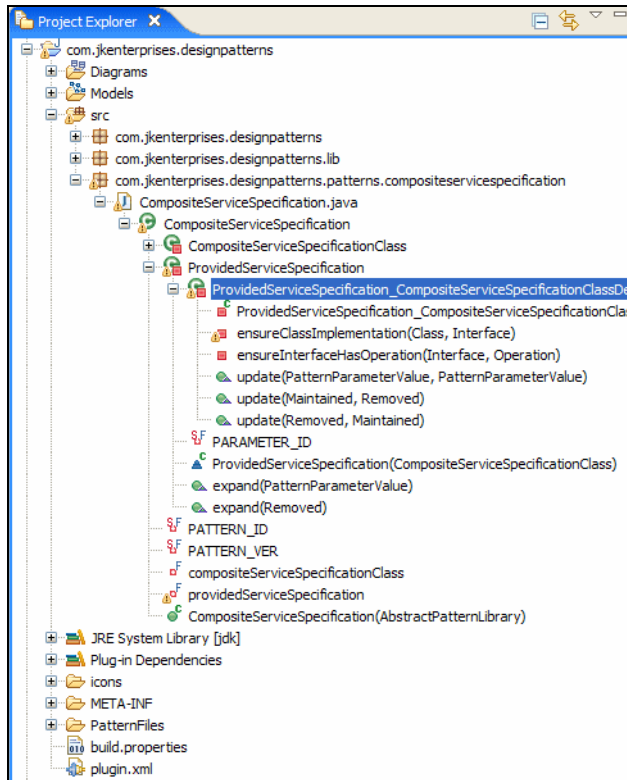 Project Explorer
com.jkenterprises.designpatterns
Diagrams
Models
src
com.jkenterprises.designpatterns
com.jkenterprises.designpatterns.lib
com.jkenterprises.designpatterns.patterns.compositeservicespecification
CompositeServiceSpecification.java
CompositeServiceSpecification
CompositeServiceSpecificationClass
ProvidedServiceSpecification
ProvidedServiceSpecification_CompositeServiceSpecificationClassDe
ProvidedServiceSpecification_CompositeServiceSpecificationClas
ensureClassImplementation(Class, Interface)
ensureInterfaceHasOperation(Interface, Operation)
update(PatternParameterValue, PatternParameterValue)
update(Maintained, Removed)
update(Removed, Maintained)
PARAMETER_ID
ProvidedServiceSpecification(CompositeServiceSpecificationClass)
expand(PatternParameterValue)
expand(Removed)
PATTERN_ID
PATTERN_VER
compositeServiceSpecificationClass
providedServiceSpecification
CompositeServiceSpecification(AbstractPatternLibrary)
JRE System Library [jdk]
Plug-in Dependencies
icons
META-INF
PatternFiles
build.properties
plugin.xml